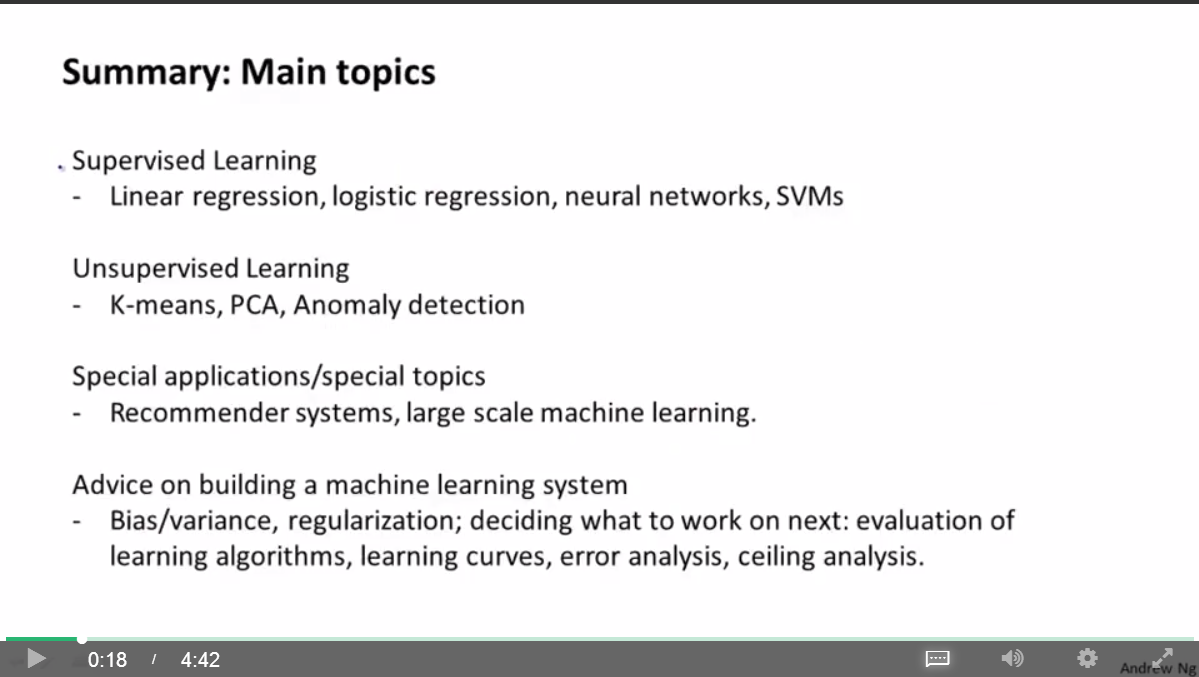 Summary: Main topics
Supervised Learning
- Linear regression, logistic regression, neural networks, SVMs
Unsupervised Learning
- K-means, PCA, Anomaly detection
Special applications/special topics
- Recommender systems, large scale machine learning.
Advice on building a machine learning system
- Bias/variance, regularization; deciding what to work on next: evaluation of
learning algorithms, learning curves, error analysis, ceiling analysis.
0:18 / 4:42
Andrew Ng